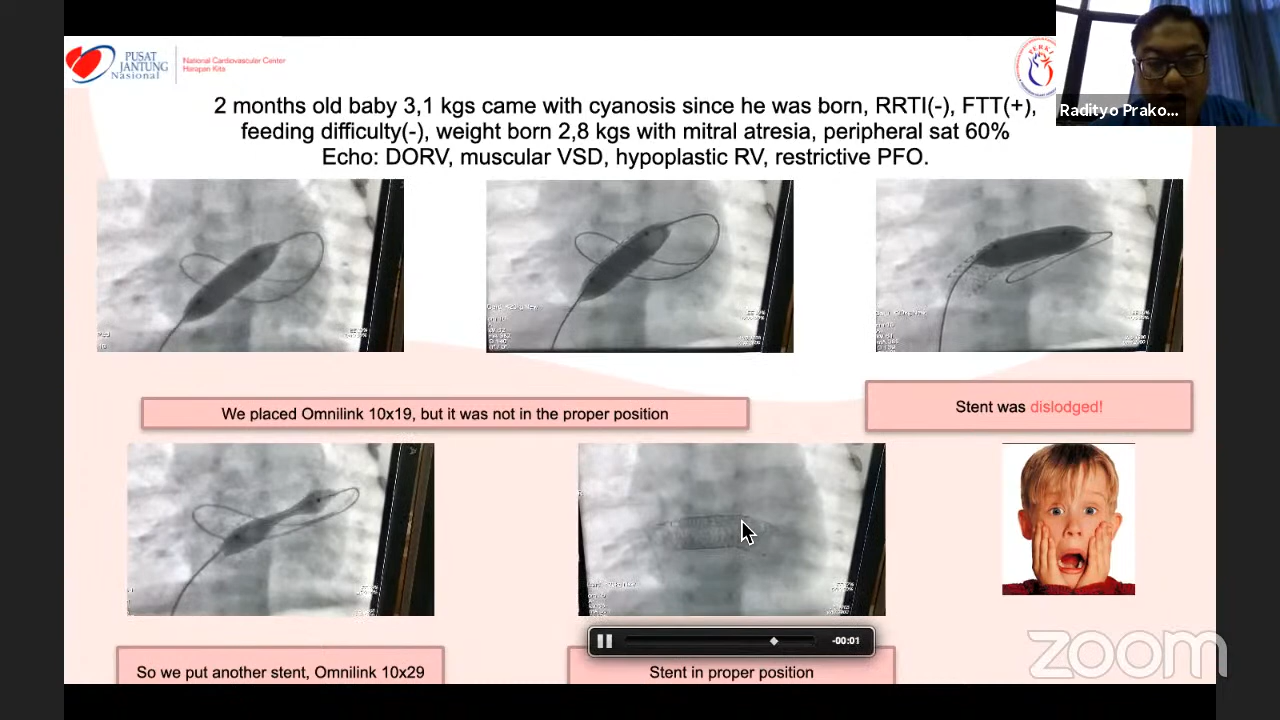 PUSAT
JANTUNG
Nasional
National Cardiovascular Center
Harapan Kita
PERKI
Radityo Prako...
2 months old baby 3,1 kgs came with cyanosis since he was born, RRTI(-), FTT(+),
feeding difficulty(-), weight born 2,8 kgs with mitral atresia, peripheral sat 60%
Echo: DORV, muscular VSD, hypoplastic RV, restrictive PFO.
We placed Omnilink 10x19, but it was not in the proper position
Stent was dislodged!
-00:01
So we put another stent, Omnilink 10x29
Stent in proper position
zoom